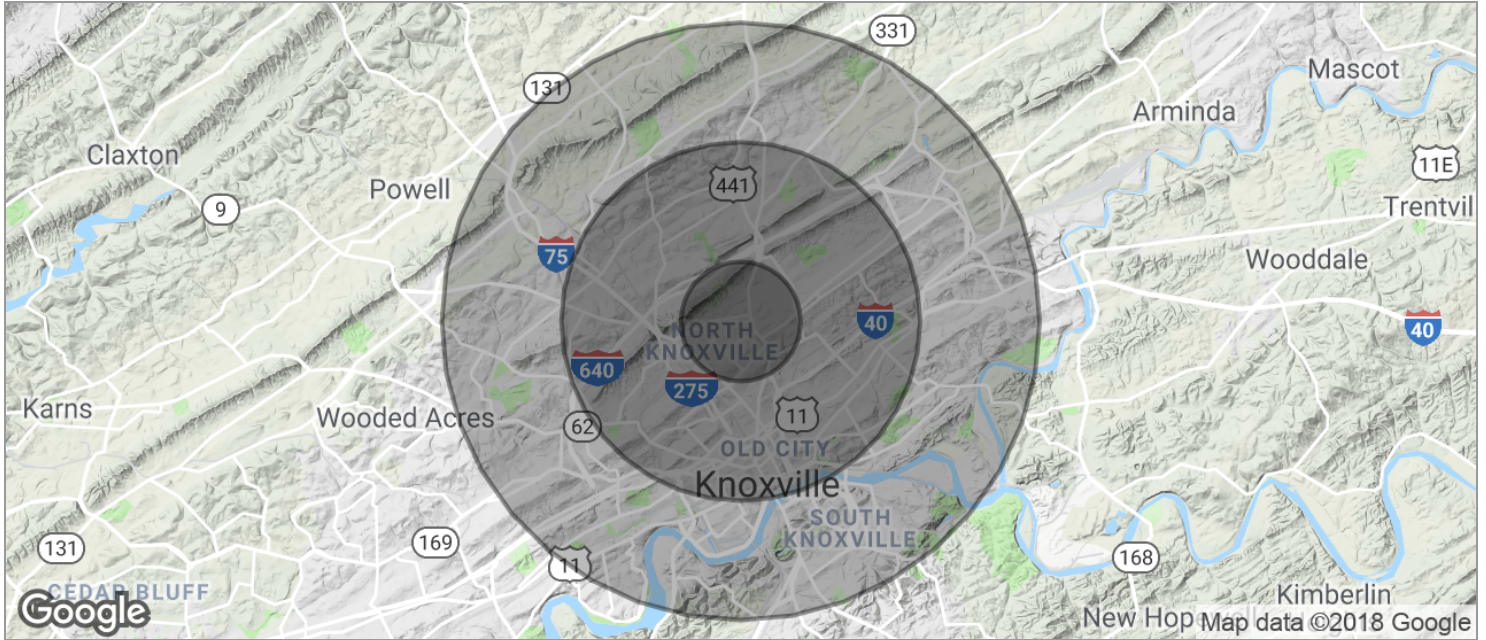 331
Mascot
131
Arminda
Claxton
11E
Powell
441
9
Trentvil
75
Wooddale
40
40
NORTH
KNOXVILLE
640
275
Karns
Wooded Acres
11
62
OLD CITY
Knoxville
SOUTH
KNOXVILLE
131
169
168
11
CEDAR BLUFF
Kimberlin
Google
New Hop
Map data ©2018 Google